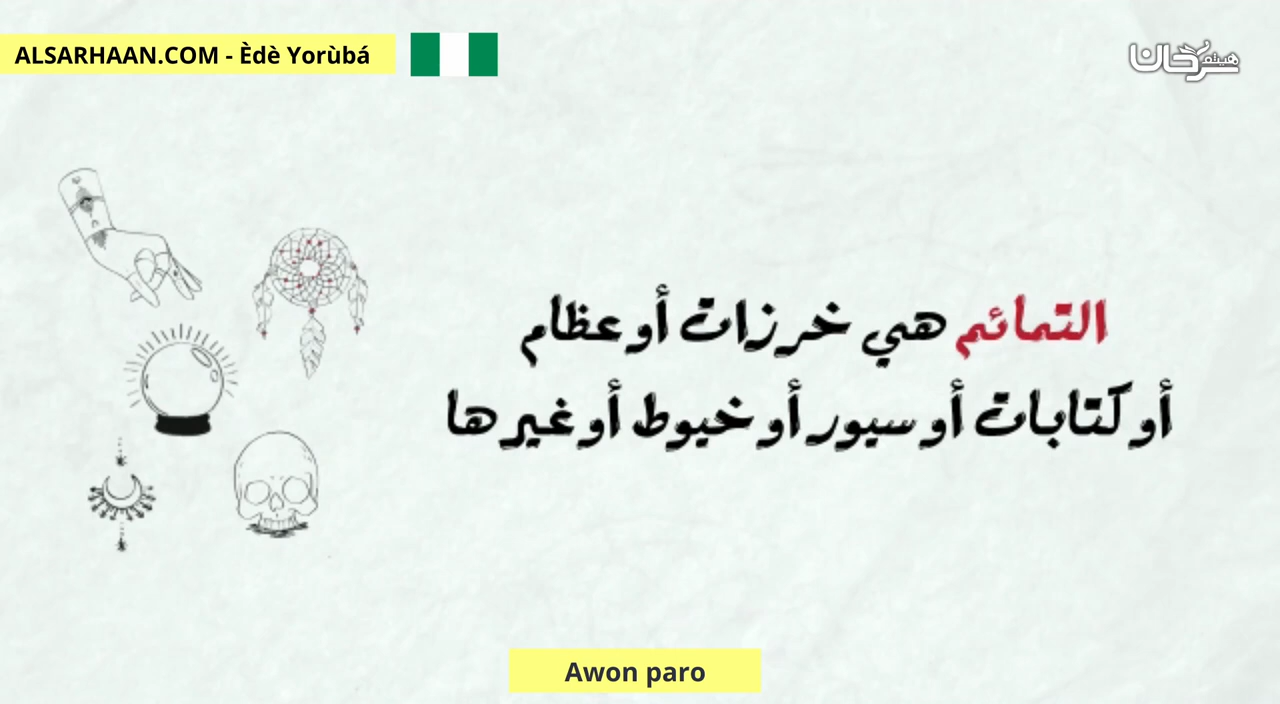 ALSARHAAN.COM - Èdè Yorùbá
هيثم سرحان
التمائم هي خرزات أو عظام
أو كتابات أو سيور أو خيوط أو غيرها
Awon paro